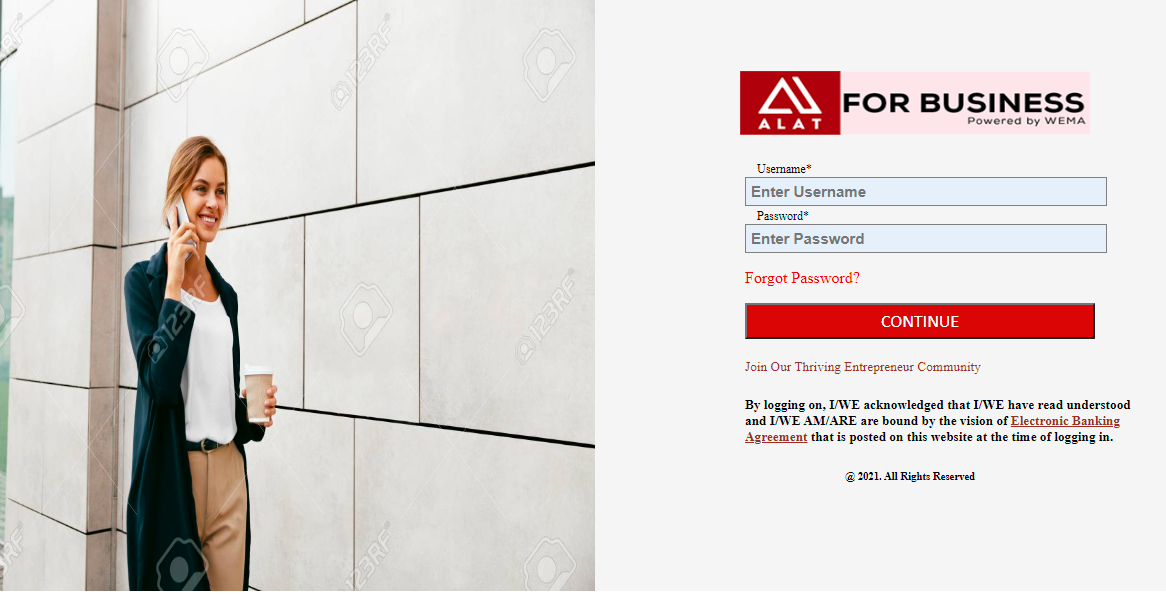 123RF
123RF
ALAT
FOR BUSINESS
Powered by WEMA
Username*
Enter Username
Password*
Enter Password
Forgot Password?
CONTINUE
Join Our Thriving Entrepreneur Community
By logging on, I/WE acknowledged that I/WE have read understood
and I/WE AM/ARE are bound by the vision of Electronic Banking
Agreement that is posted on this website at the time of logging in.
@ 2021. All Rights Reserved
123RF
123RF
123RF